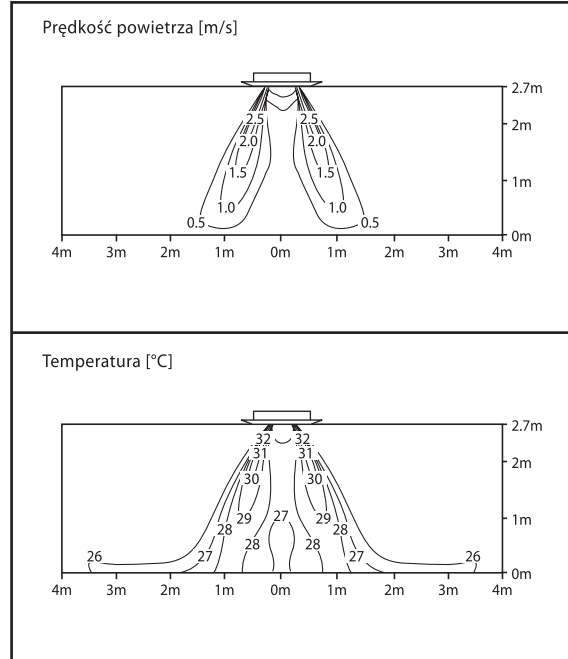 Prędkość powietrza [m/s]
2.7m
2.5 2.5
2m
2.0 2.0
1.5 1.5
1m
1.0 1.0
0.5 0.5
0m
4m 3m 2m 1m 0m 1m 2m 3m 4m
Temperatura [°C]
2.7m
32 32
31 31
2m
30 30
29 27 29
1m
28 28
28 28
26 27 27 26
0m
4m 3m 2m 1m 0m 1m 2m 3m 4m